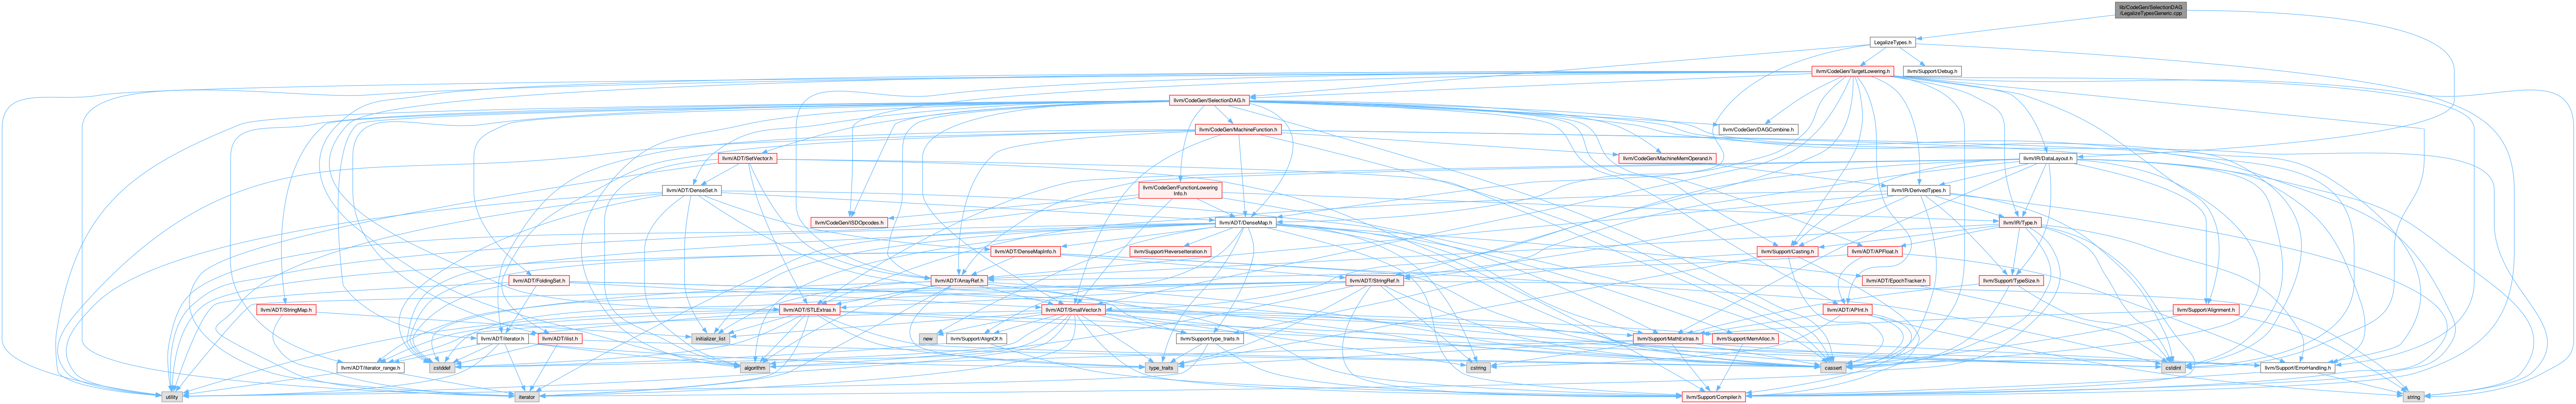 lib/CodeGen/SelectionDAG
/LegalizeTypesGeneric.cpp
LegalizeTypes.h
llvm/CodeGen/TargetLowering.h
llvm/Support/Debug.h
llvm/CodeGen/SelectionDAG.h
llvm/CodeGen/MachineFunction.h
llvm/CodeGen/DAGCombine.h
llvm/ADT/SetVector.h
llvm/CodeGen/MachineMemOperand.h
llvm/IR/DataLayout.h
llvm/ADT/DenseSet.h
llvm/CodeGen/FunctionLowering
Info.h
llvm/IR/DerivedTypes.h
llvm/CodeGen/ISDOpcodes.h
llvm/ADT/DenseMap.h
llvm/IR/Type.h
llvm/ADT/DenseMapInfo.h
llvm/Support/ReverseIteration.h
llvm/Support/Casting.h
llvm/ADT/APFloat.h
llvm/ADT/FoldingSet.h
llvm/ADT/ArrayRef.h
llvm/ADT/StringRef.h
llvm/ADT/EpochTracker.h
llvm/Support/TypeSize.h
llvm/ADT/StringMap.h
llvm/ADT/STLExtras.h
llvm/ADT/SmallVector.h
llvm/ADT/APInt.h
llvm/Support/Alignment.h
llvm/ADT/iterator.h
llvm/ADT/ilist.h
initializer_list
new
llvm/Support/AlignOf.h
llvm/Support/type_traits.h
llvm/Support/MathExtras.h
llvm/Support/MemAlloc.h
llvm/ADT/iterator_range.h
cstddef
algorithm
type_traits
cstring
cassert
cstdint
llvm/Support/ErrorHandling.h
utility
iterator
llvm/Support/Compiler.h
string